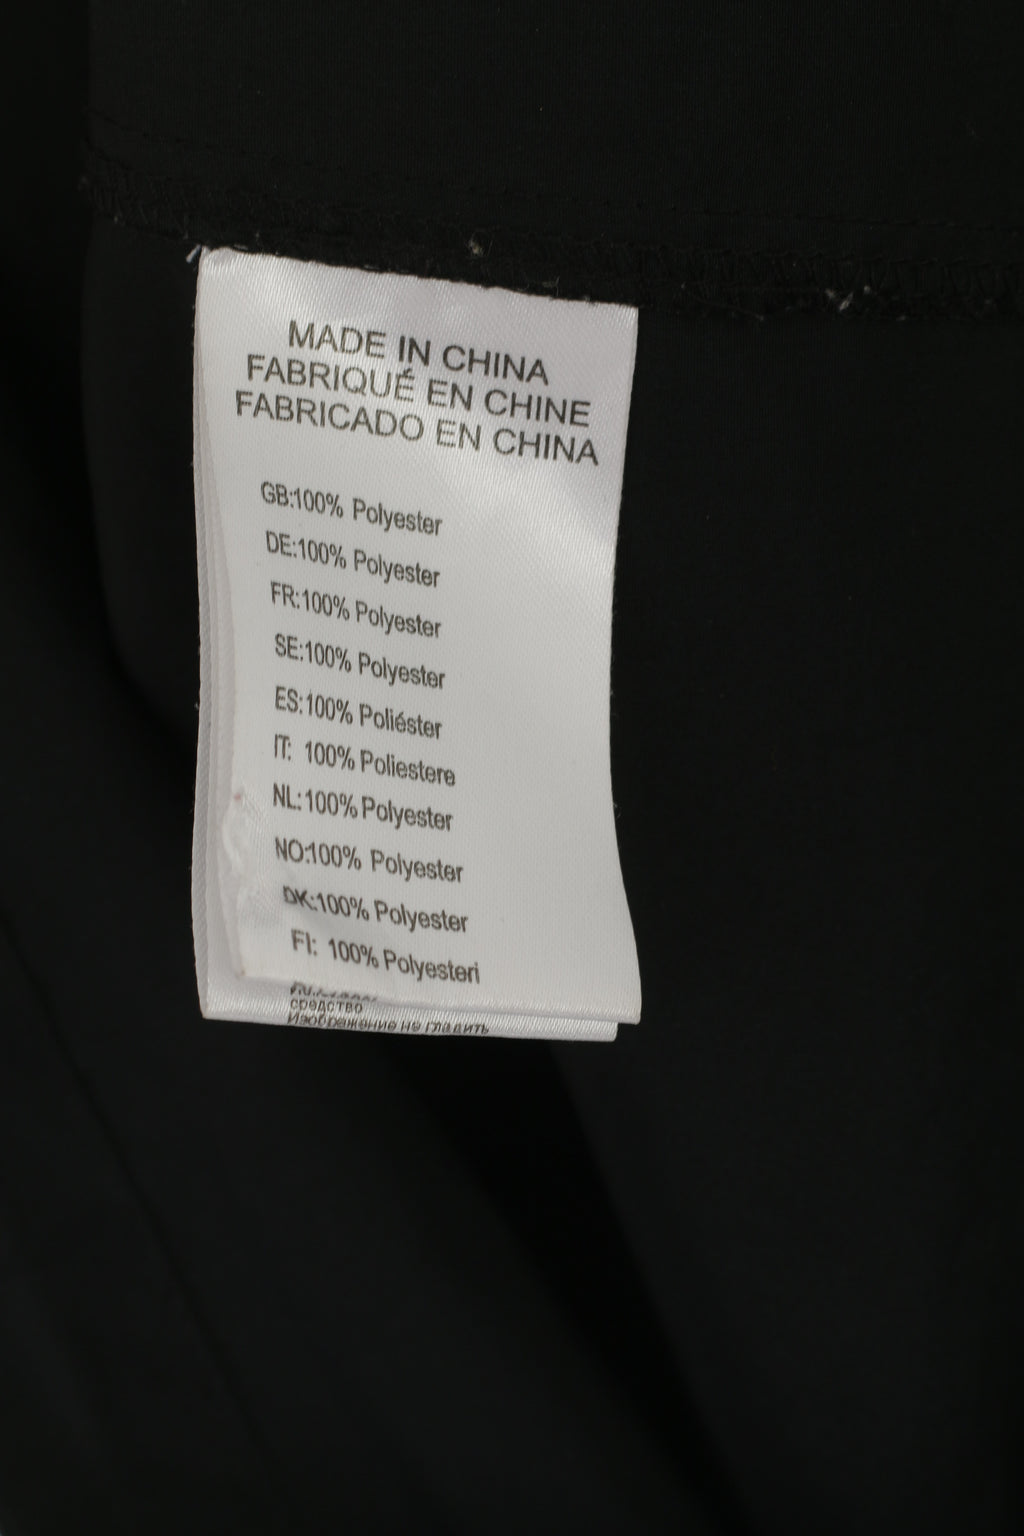 MADE IN CHINA
FABRIQUÉ EN CHINE
FABRICADO EN CHINA
GB:100% Polyester
DE:100% Polyester
FR:100% Polyester
SE:100% Polyester
ES:100% Poliéster
IT: 100% Poliestere
NL:100% Polyester
NO:100% Polyester
DK:100% Polyester
FI: 100% Polyesteri
средство
Изображение не гладить